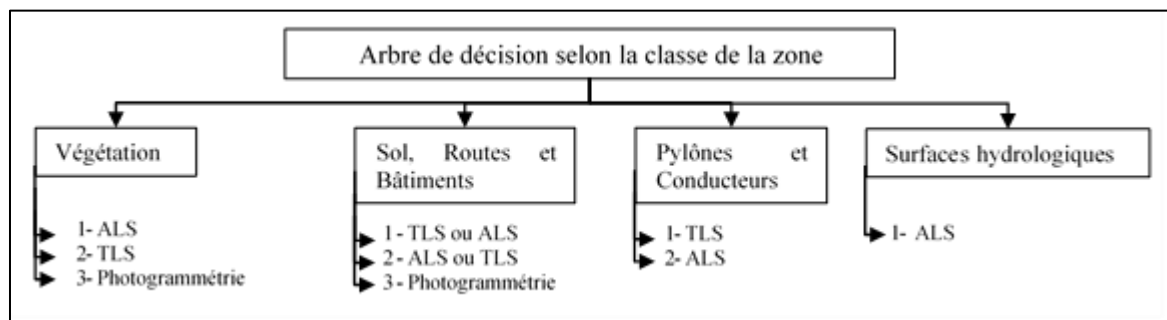 Arbre de décision selon la classe de la zone
Végétation
1- ALS
2- TLS
3- Photogrammétrie
Sol, Routes et
Bâtiments
1 - TLS ou ALS
2 - ALS ou TLS
3 - Photogrammétrie
Pylônes et
Conducteurs
1- TLS
2- ALS
Surfaces hydrologiques
1- ALS